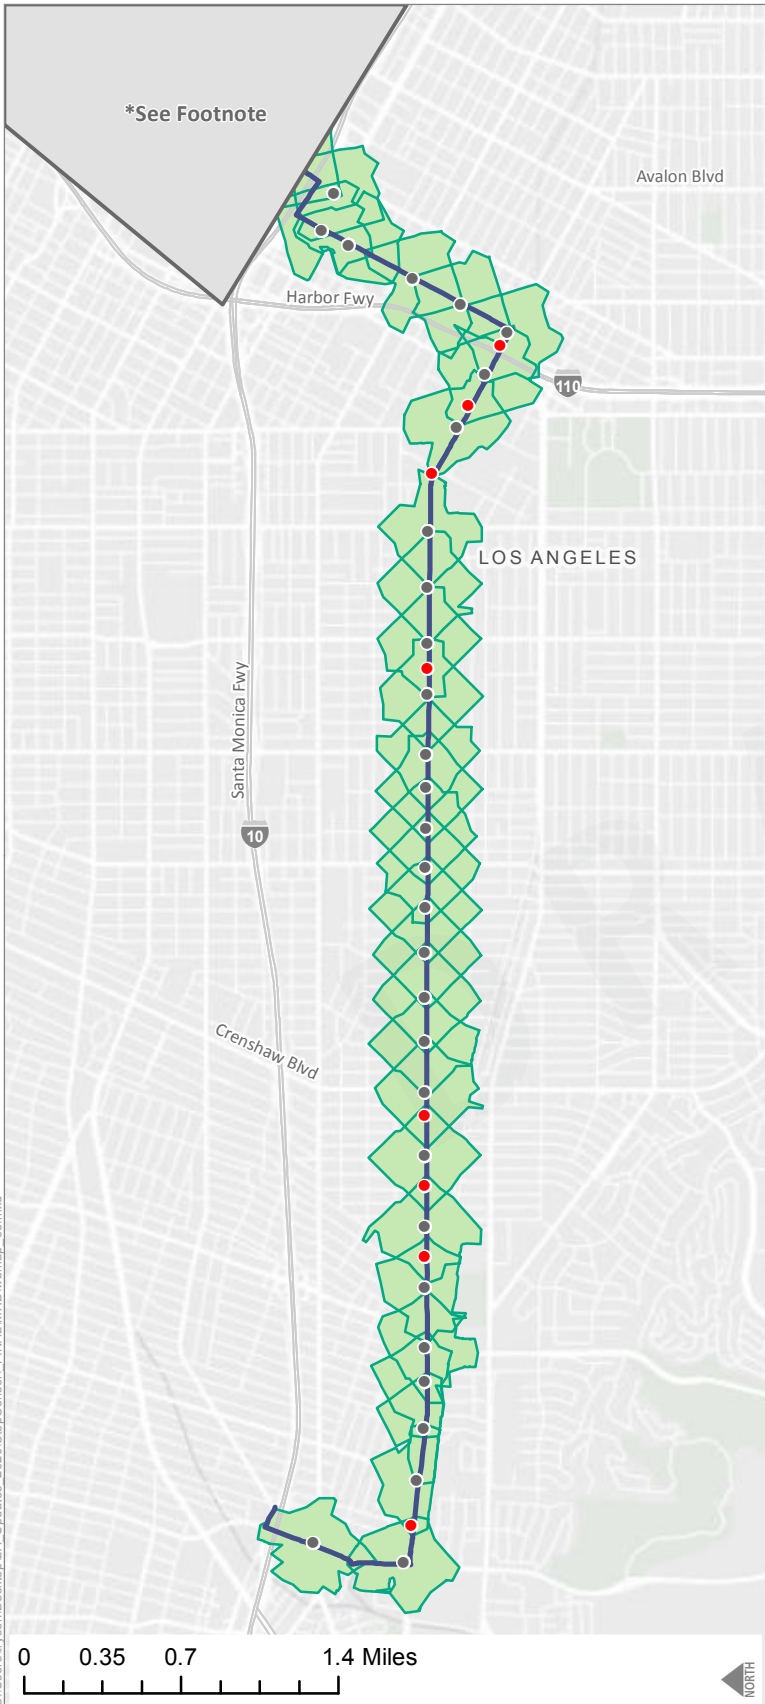 *See Footnote
Avalon Blvd
Harbor Fwy
110
LOS ANGELES
Santa Monica Fwy
10
Crenshaw Blvd
0 0.35 0.7 1.4 Miles
NORTH